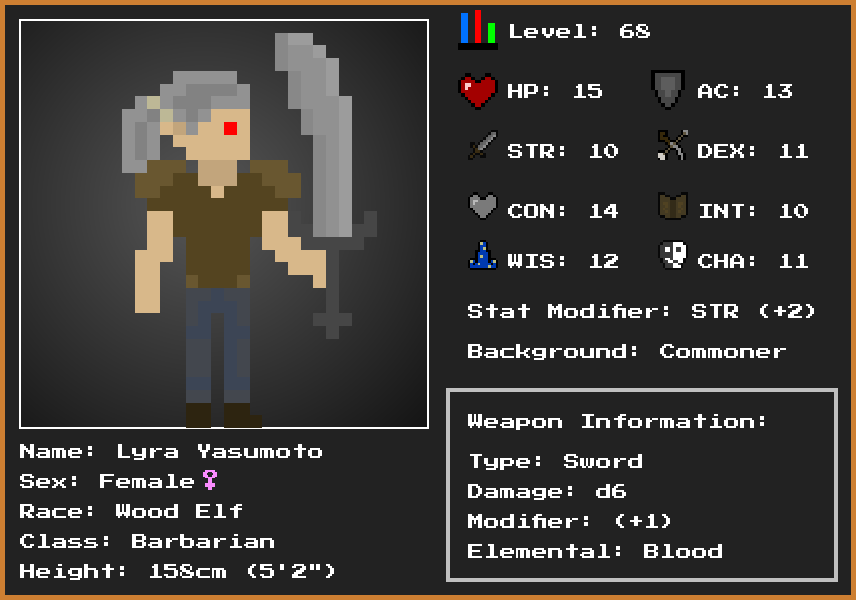 Level: 68
HP: 15 AC: 13
STR: 10 DEX: 11
CON: 14 INT: 10
WIS: 12 CHA: 11
Stat Modifier: STR (+2)
Background: Commoner
Weapon Information:
Type: Sword
Damage: d6
Modifier: (+1)
Elemental: Blood
Name: Lyra Yasumoto
Sex: Female♀
Race: Wood Elf
Class: Barbarian
Height: 158cm (5'2")